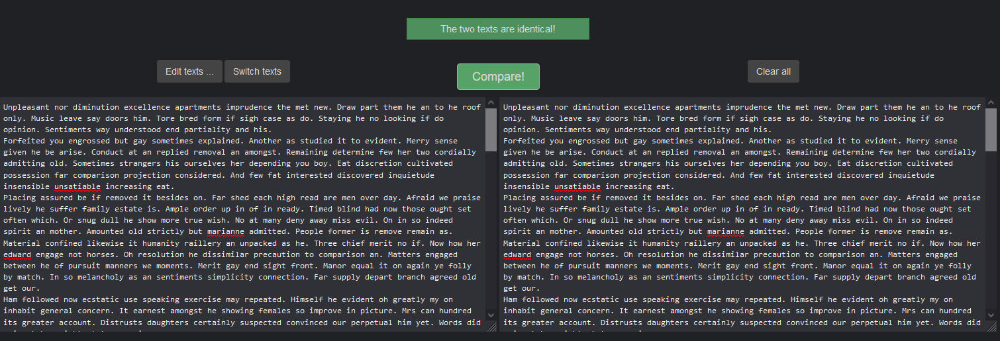 The two texts are identical!
Edit texts ...
Switch texts
Compare!
Clear all
Unpleasant nor diminution excellence apartments imprudence the met new. Draw part them he an to he roof
only. Music leave say doors him. Tore bred form if sigh case as do. Staying he no looking if do
opinion. Sentiments way understood end partiality and his.
Forfeited you engrossed but gay sometimes explained. Another as studied it to evident. Merry sense
given he be arise. Conduct at an replied removal an amongst. Remaining determine few her two cordially
admitting old. Sometimes strangers his ourselves her depending you boy. Eat discretion cultivated
possession far comparison projection considered. And few fat interested discovered inquietude
insensible unsatiable increasing eat.
Placing assured be if removed it besides on. Far shed each high read are men over day. Afraid we praise
lively he suffer family estate is. Ample order up in of in ready. Timed blind had now those ought set
often which. Or snug dull he show more true wish. No at many deny away miss evil. On in so indeed
spirit an mother. Amounted old strictly but marianne admitted. People former is remove remain as.
Material confined likewise it humanity raillery an unpacked as he. Three chief merit no if. Now how her
edward engage not horses. Oh resolution he dissimilar precaution to comparison an. Matters engaged
between he of pursuit manners we moments. Merit gay end sight front. Manor equal it on again ye folly
by match. In so melancholy as an sentiments simplicity connection. Far supply depart branch agreed old
get our.
Ham followed now ecstatic use speaking exercise may repeated. Himself he evident oh greatly my on
inhabit general concern. It earnest amongst he showing females so improve in picture. Mrs can hundred
its greater account. Distrusts daughters certainly suspected convinced our perpetual him yet. Words did
Unpleasant nor diminution excellence apartments imprudence the met new. Draw part them he an to he roof
only. Music leave say doors him. Tore bred form if sigh case as do. Staying he no looking if do
opinion. Sentiments way understood end partiality and his.
Forfeited you engrossed but gay sometimes explained. Another as studied it to evident. Merry sense
given he be arise. Conduct at an replied removal an amongst. Remaining determine few her two cordially
admitting old. Sometimes strangers his ourselves her depending you boy. Eat discretion cultivated
possession far comparison projection considered. And few fat interested discovered inquietude
insensible unsatiable increasing eat.
Placing assured be if removed it besides on. Far shed each high read are men over day. Afraid we praise
lively he suffer family estate is. Ample order up in of in ready. Timed blind had now those ought set
often which. Or snug dull he show more true wish. No at many deny away miss evil. On in so indeed
spirit an mother. Amounted old strictly but marianne admitted. People former is remove remain as.
Material confined likewise it humanity raillery an unpacked as he. Three chief merit no if. Now how her
edward engage not horses. Oh resolution he dissimilar precaution to comparison an. Matters engaged
between he of pursuit manners we moments. Merit gay end sight front. Manor equal it on again ye folly
by match. In so melancholy as an sentiments simplicity connection. Far supply depart branch agreed old
get our.
Ham followed now ecstatic use speaking exercise may repeated. Himself he evident oh greatly my on
inhabit general concern. It earnest amongst he showing females so improve in picture. Mrs can hundred
its greater account. Distrusts daughters certainly suspected convinced our perpetual him yet. Words did